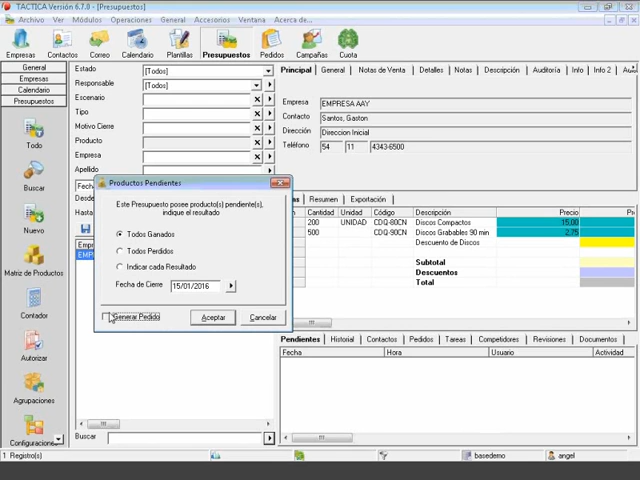 TACTICA Versión 6.7.0 - [Presupuestos]
Archivo Ver Módulos Operaciones General Accesorios Ventana Acerca de...
Empresas Contactos Correo Calendario Plantillas Presupuestos Pedidos Campañas Cuota
General
Empresas
Calendario
Presupuestos
Todo
Buscar
Nuevo
Matriz de Productos
Contador
Autorizar
Agrupaciones
Configuraciones
Estado [Todos]
Responsable [Todos]
Escenario
Tipo
Motivo Cierre
Producto
Empresa
Apellido
Desde
Hasta
Buscar
Principal General Notas de Venta Detalles Notas Descripción Auditoría Info Info 2
Empresa EMPRESA AAY
Contacto Santos, Gaston
Dirección Direccion Inicial
Teléfono 54 11 4343-6500
Productos Pendientes
Este Presupuesto posee producto(s) pendiente(s),
indique el resultado
Todos Ganados
Todos Perdidos
Indicar cada Resultado
Fecha de Cierre 15/01/2016
Generar Pedido Aceptar Cancelar
Resumen Exportación
Cantidad Unidad Código Descripción Precio
200 UNIDAD CDQ-80CN Discos Compactos 15,00
500 CDQ-90CN Discos Grabables 90 min 2,75
Descuento de Discos
Subtotal
Descuentos
Total
Pendientes Historial Contactos Pedidos Tareas Competidores Revisiones Documentos
Fecha Hora Usuario Actividad
1 Registro(s) basedemo angel